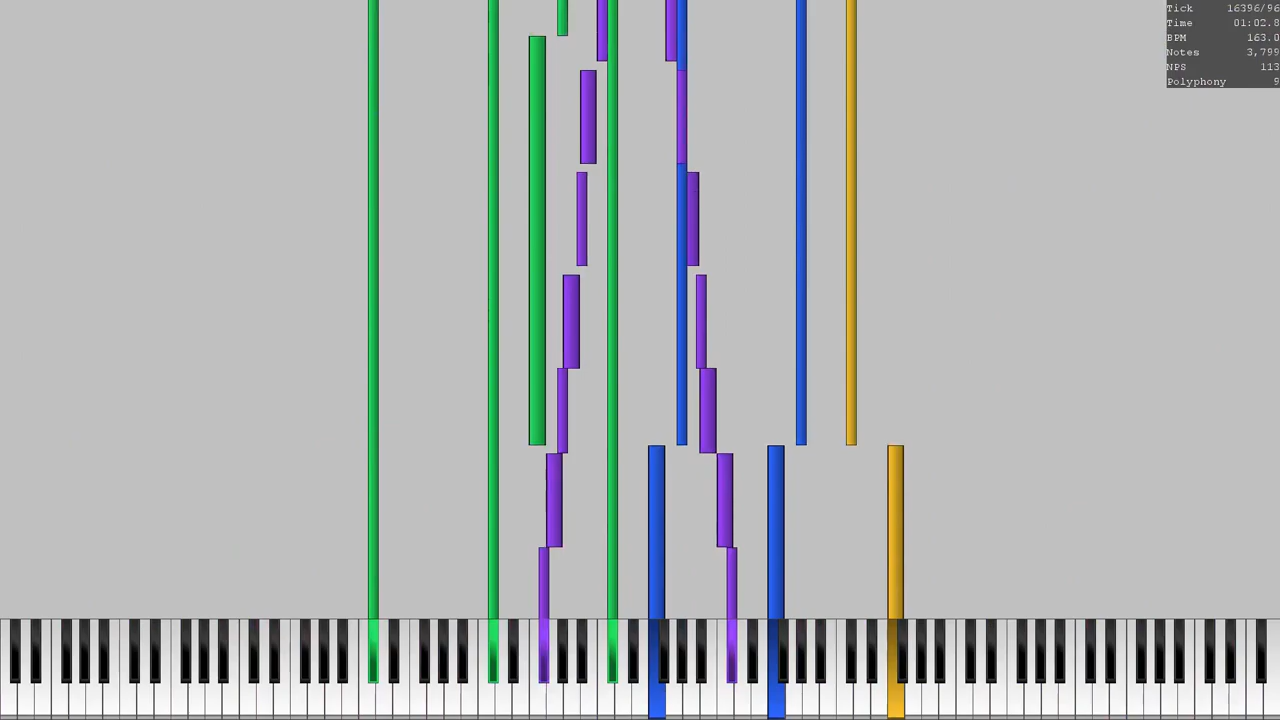 Tick 16396/96
Time 01:02.8
BPM 163.0
Notes 3,799
NPS 113
Polyphony 9